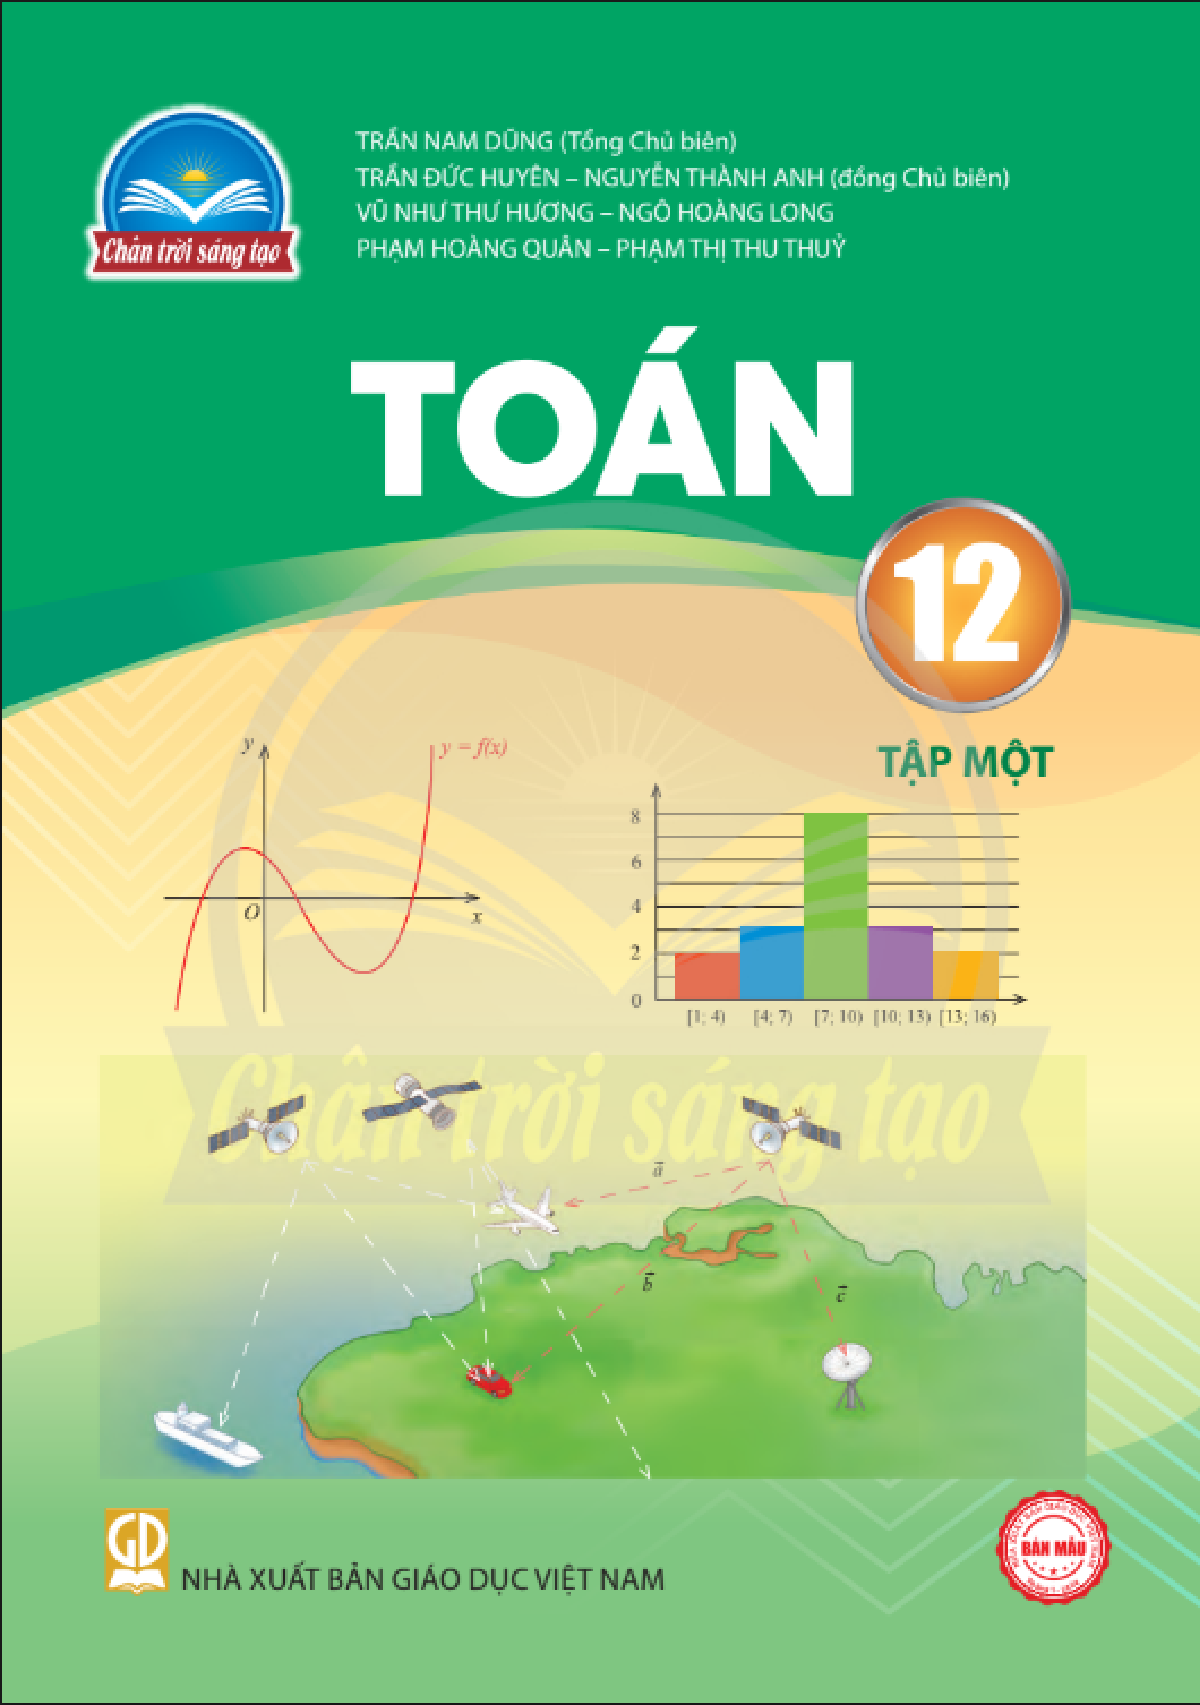 TRẦN NAM DŨNG (Tổng Chủ biên)
TRẦN ĐỨC HUYÊN – NGUYỄN THÀNH ANH (đồng Chủ biên)
VŨ NHƯ THƯ HƯƠNG – NGÔ HOÀNG LONG
PHẠM HOÀNG QUÂN – PHẠM THỊ THU THUỶ
Chân trời sáng tạo
TOÁN
12
TẬP MỘT
y
y = f(x)
O
x
8
6
4
2
0
[1; 4) [4; 7) [7; 10) [10; 13) [13; 16)
Chân trời sáng tạo
a⃗
b⃗
c⃗
GD
NHÀ XUẤT BẢN GIÁO DỤC VIỆT NAM
BẢN MẪU